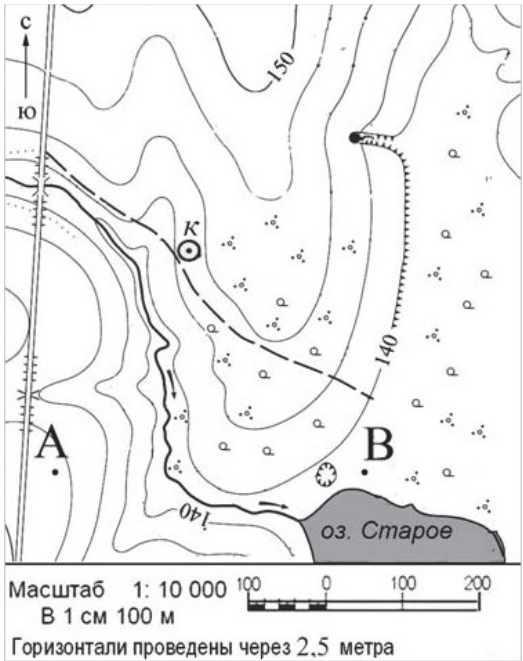 с
ю
150
К
140
А
В
140
оз. Старое
Масштаб 1: 10 000
В 1 см 100 м
100 0 100 200
Горизонтали проведены через 2,5 метра